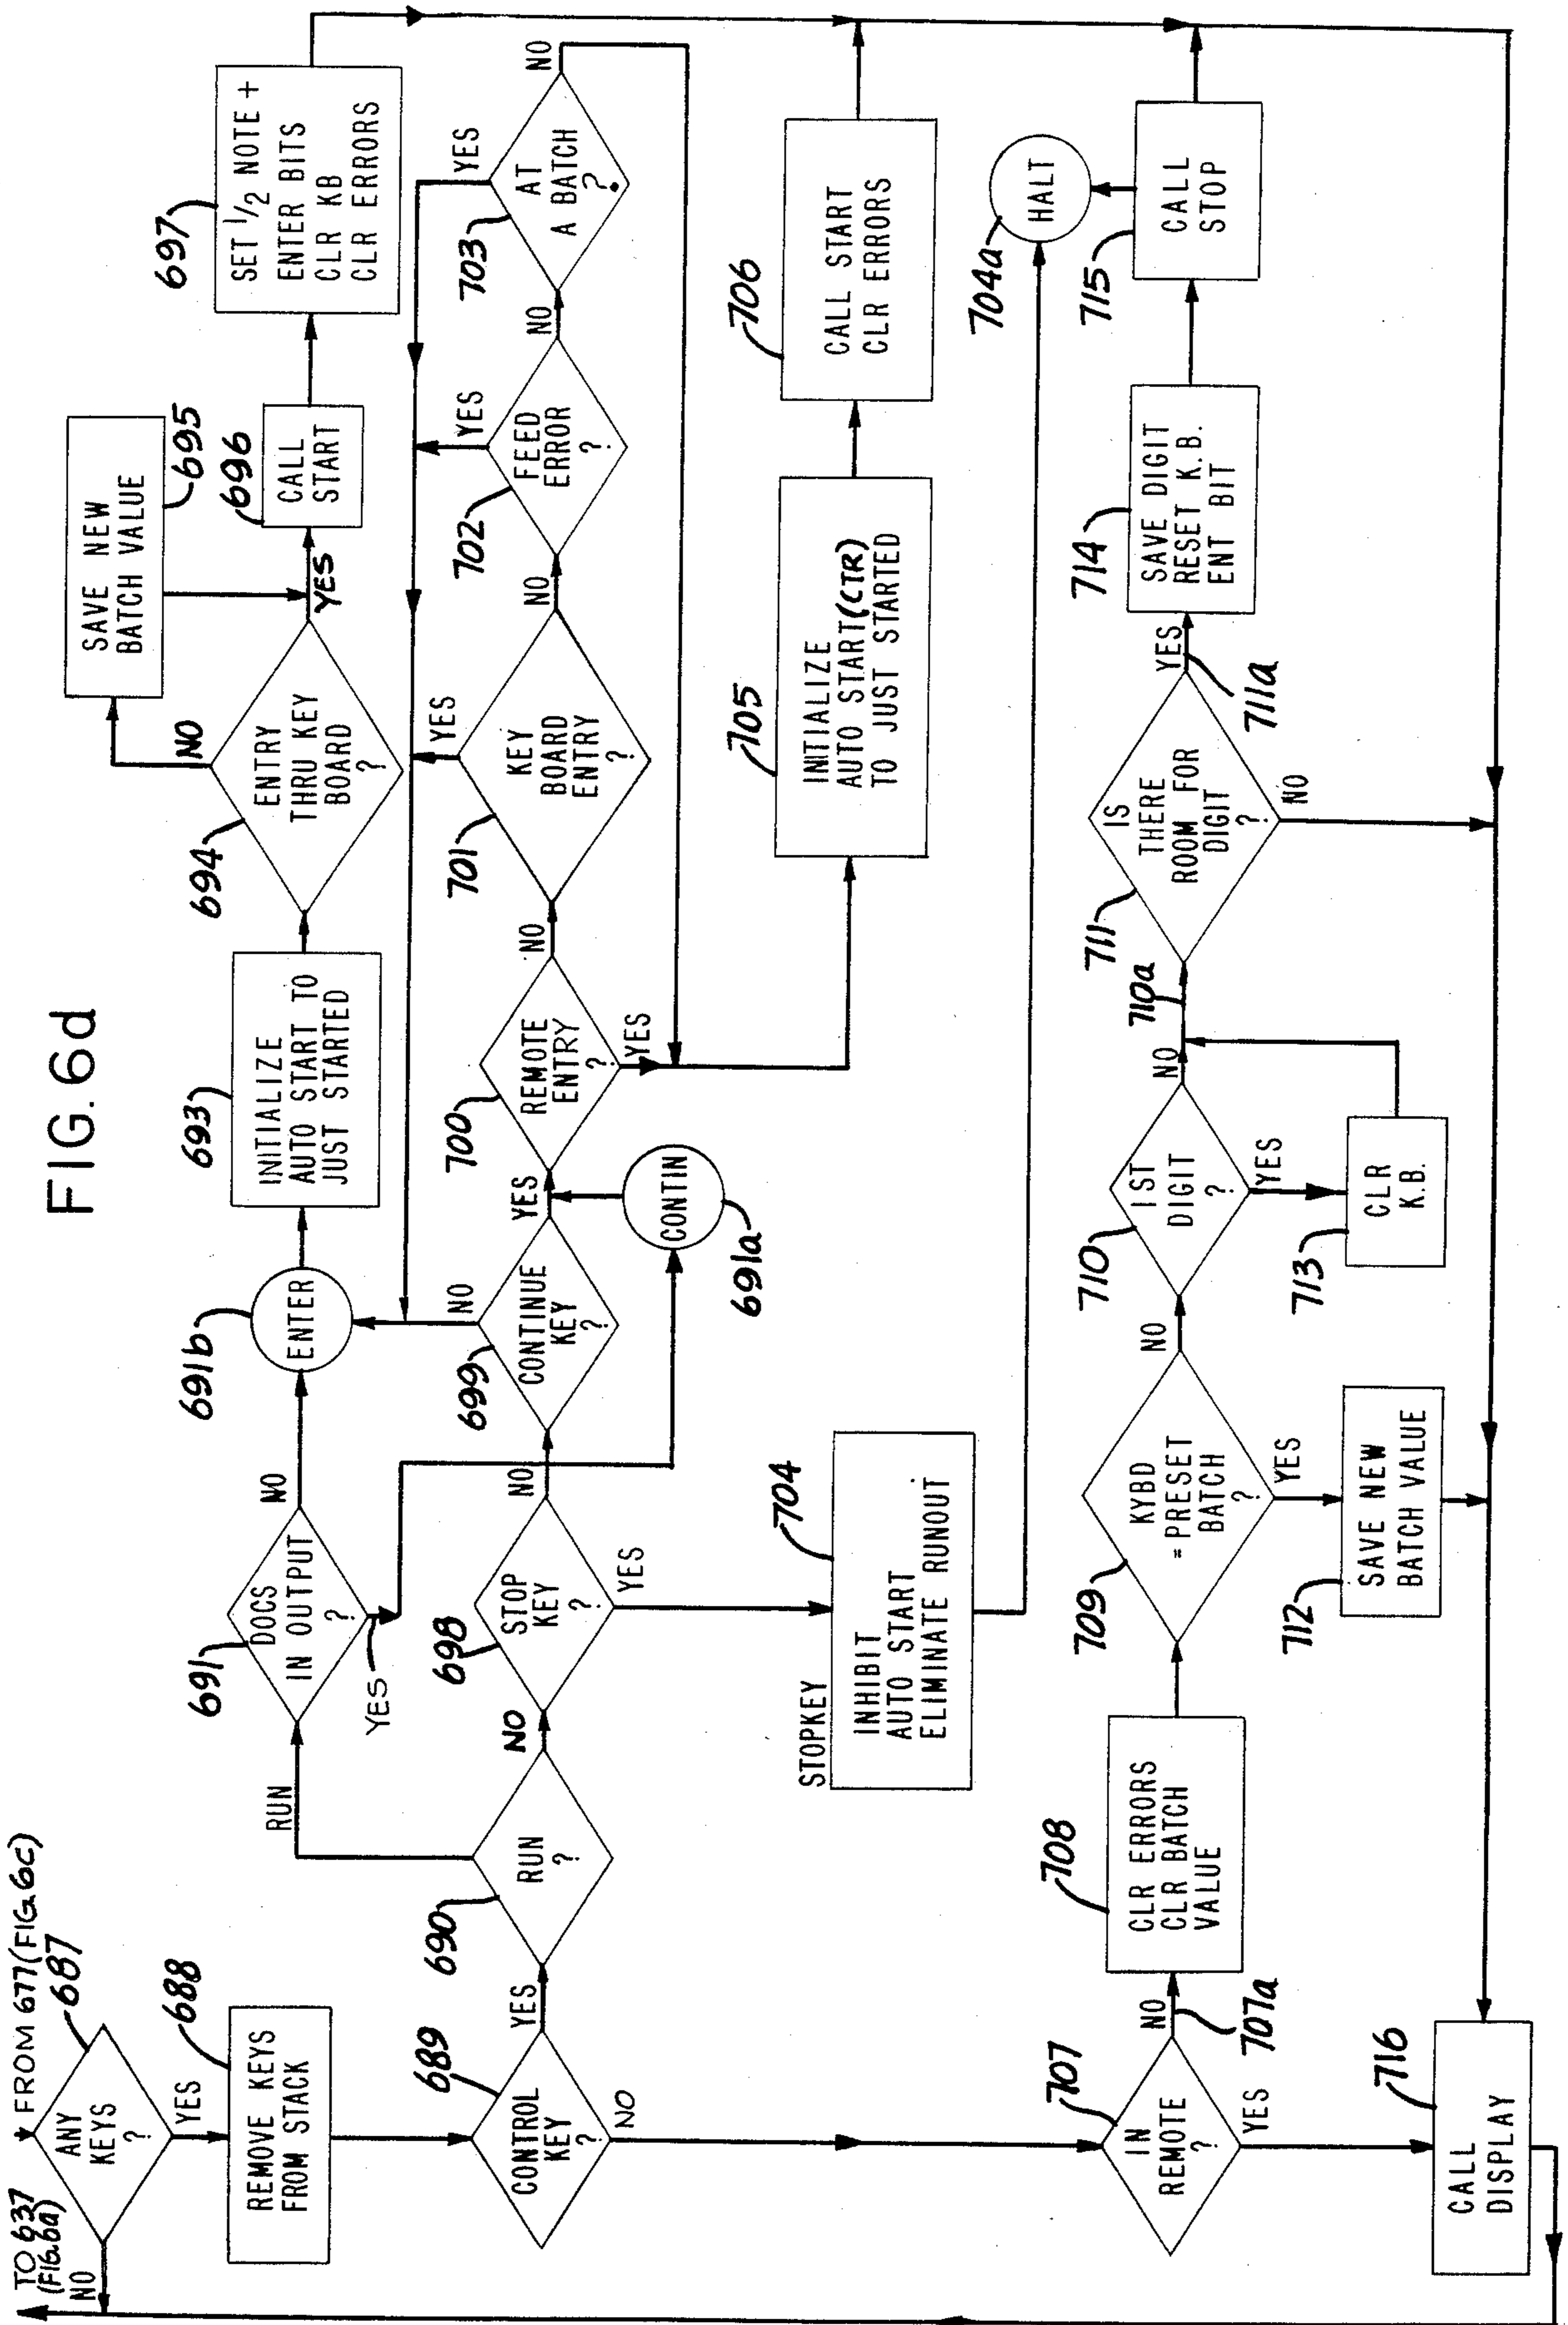 FIG. 6d
TO 637
(FIG.6a)
FROM 677(FIG.6c)
687
ANY
KEYS
?
NO
YES
688
REMOVE KEYS
FROM STACK
689
CONTROL
KEY
?
YES
NO
690
RUN
?
RUN
NO
691
DOCS
IN OUTPUT
?
NO
YES
691b
ENTER
693
INITIALIZE
AUTO START TO
JUST STARTED
694
ENTRY
THRU KEY
BOARD
?
NO
YES
SAVE NEW
BATCH VALUE
695
696
CALL
START
697
SET 1/2 NOTE +
ENTER BITS
CLR KB
CLR ERRORS
698
STOP
KEY
?
NO
YES
699
CONTINUE
KEY
?
NO
YES
CONTIN
691a
700
REMOTE
ENTRY
?
NO
YES
701
KEY
BOARD
ENTRY
?
YES
NO
702
FEED
ERROR
?
YES
NO
703
AT
A BATCH
?
YES
NO
STOPKEY
704
INHIBIT
AUTO START
ELIMINATE RUNOUT
705
INITIALIZE
AUTO START(CTR)
TO JUST STARTED
706
CALL START
CLR ERRORS
704a
HALT
707
IN
REMOTE
?
NO
707a
YES
708
CLR ERRORS
CLR BATCH
VALUE
709
KYBD
=PRESET
BATCH
?
NO
YES
712
SAVE NEW
BATCH VALUE
710
1ST
DIGIT
?
NO
YES
713
CLR
K.B.
710a
711
IS
THERE
ROOM FOR
DIGIT
?
YES
711a
NO
714
SAVE DIGIT
RESET K.B.
ENT BIT
715
CALL
STOP
716
CALL
DISPLAY